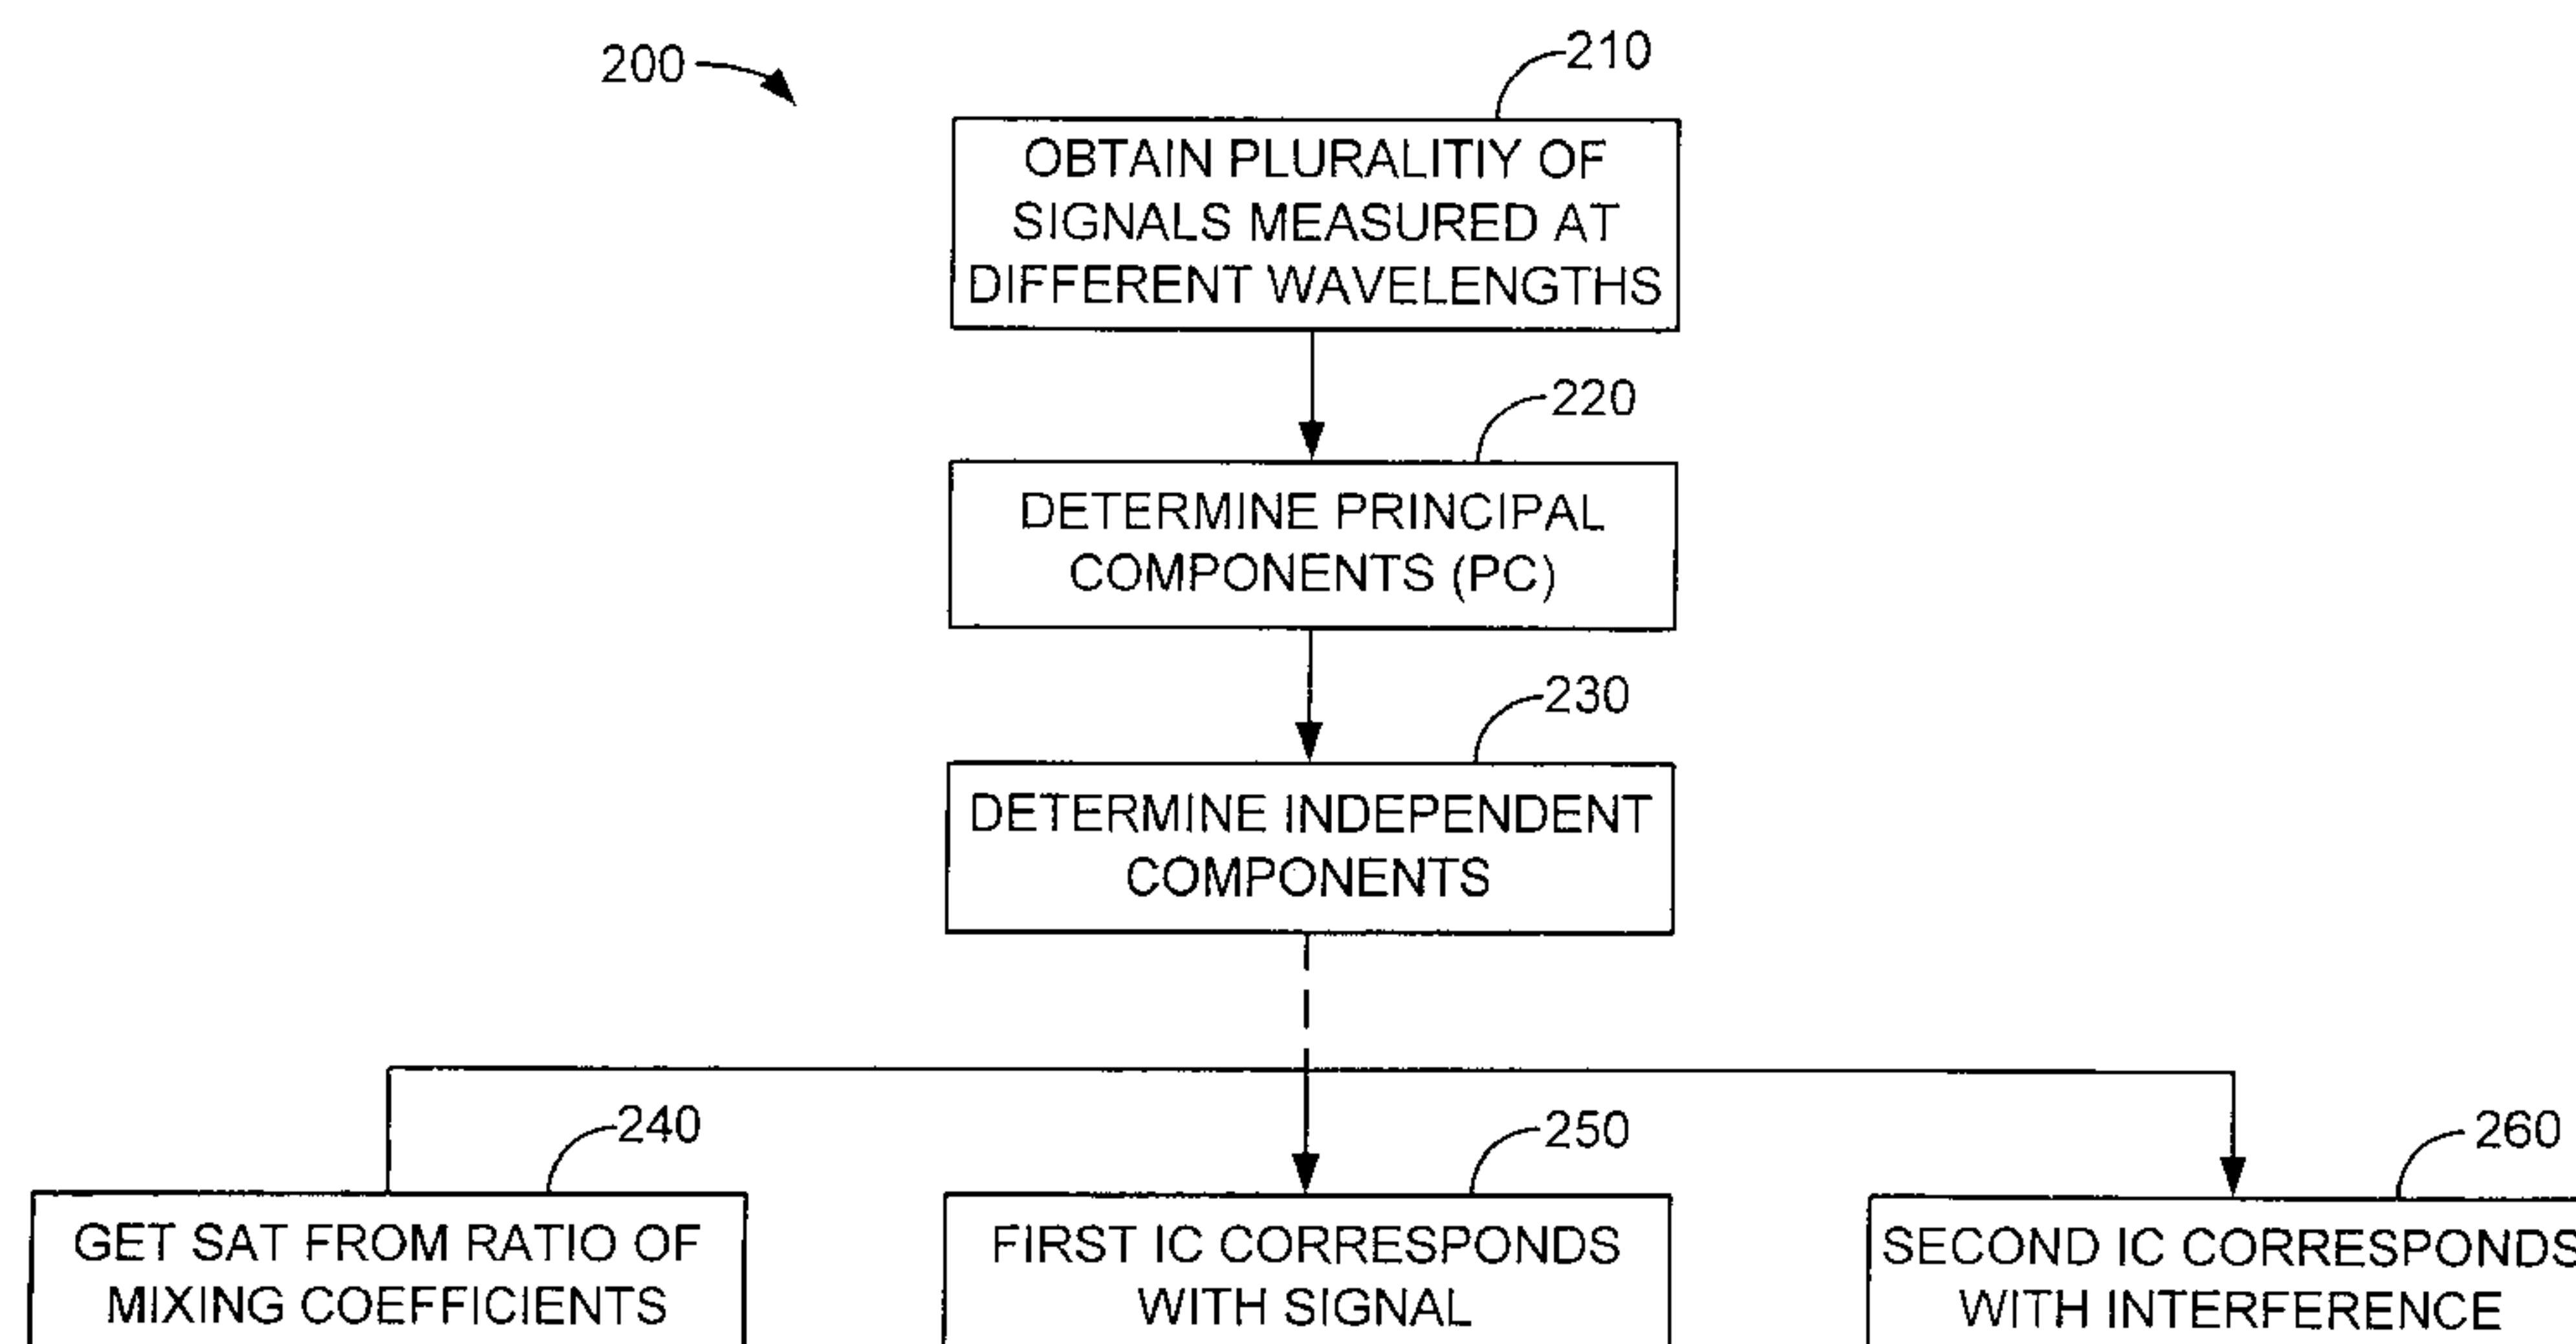 200
210
OBTAIN PLURALITIY OF
SIGNALS MEASURED AT
DIFFERENT WAVELENGTHS
220
DETERMINE PRINCIPAL
COMPONENTS (PC)
230
DETERMINE INDEPENDENT
COMPONENTS
240
GET SAT FROM RATIO OF
MIXING COEFFICIENTS
250
FIRST IC CORRESPONDS
WITH SIGNAL
260
SECOND IC CORRESPONDS
WITH INTERFERENCE